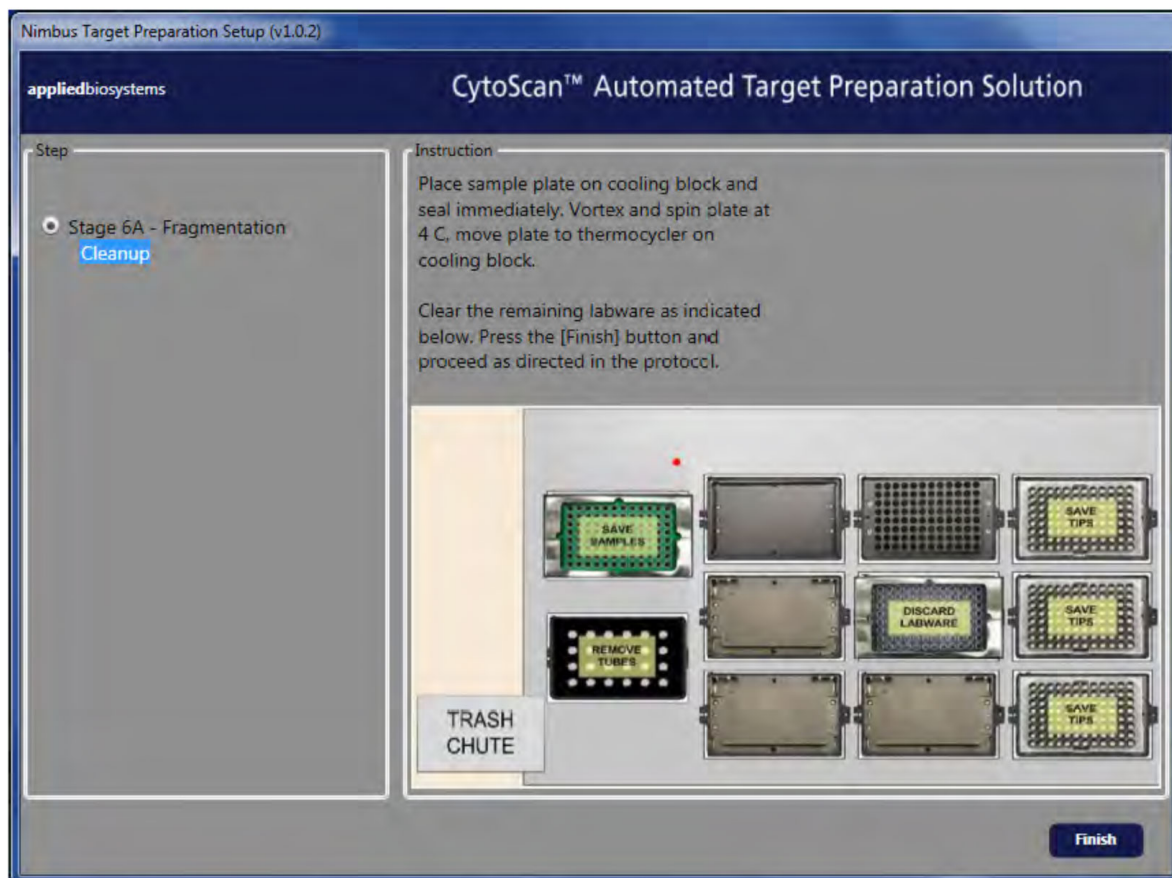 Nimbus Target Preparation Setup (v1.0.2)
appliedbiosystems
CytoScan™ Automated Target Preparation Solution
Step
Stage 6A - Fragmentation
Cleanup
Instruction
Place sample plate on cooling block and
seal immediately. Vortex and spin plate at
4 C, move plate to thermocycler on
cooling block.
Clear the remaining labware as indicated
below. Press the [Finish] button and
proceed as directed in the protocol.
SAVE
SAMPLES
SAVE
TIPS
DISCARD
LABWARE
SAVE
TIPS
REMOVE
TUBES
SAVE
TIPS
TRASH
CHUTE
Finish